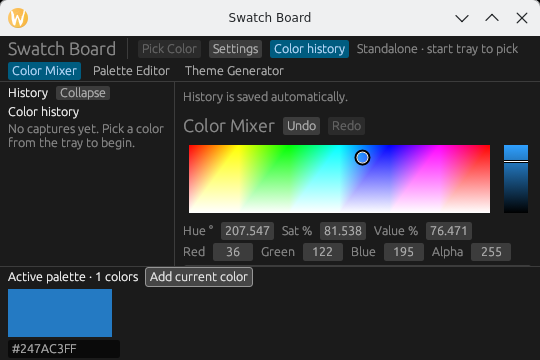 Swatch Board
Swatch Board Pick Color Settings Color history Standalone · start tray to pick
Color Mixer Palette Editor Theme Generator
History Collapse
Color history
No captures yet. Pick a color
from the tray to begin.
History is saved automatically.
Color Mixer Undo Redo
Hue ° 207.547 Sat % 81.538 Value % 76.471
Red 36 Green 122 Blue 195 Alpha 255
Active palette · 1 colors Add current color
#247AC3FF